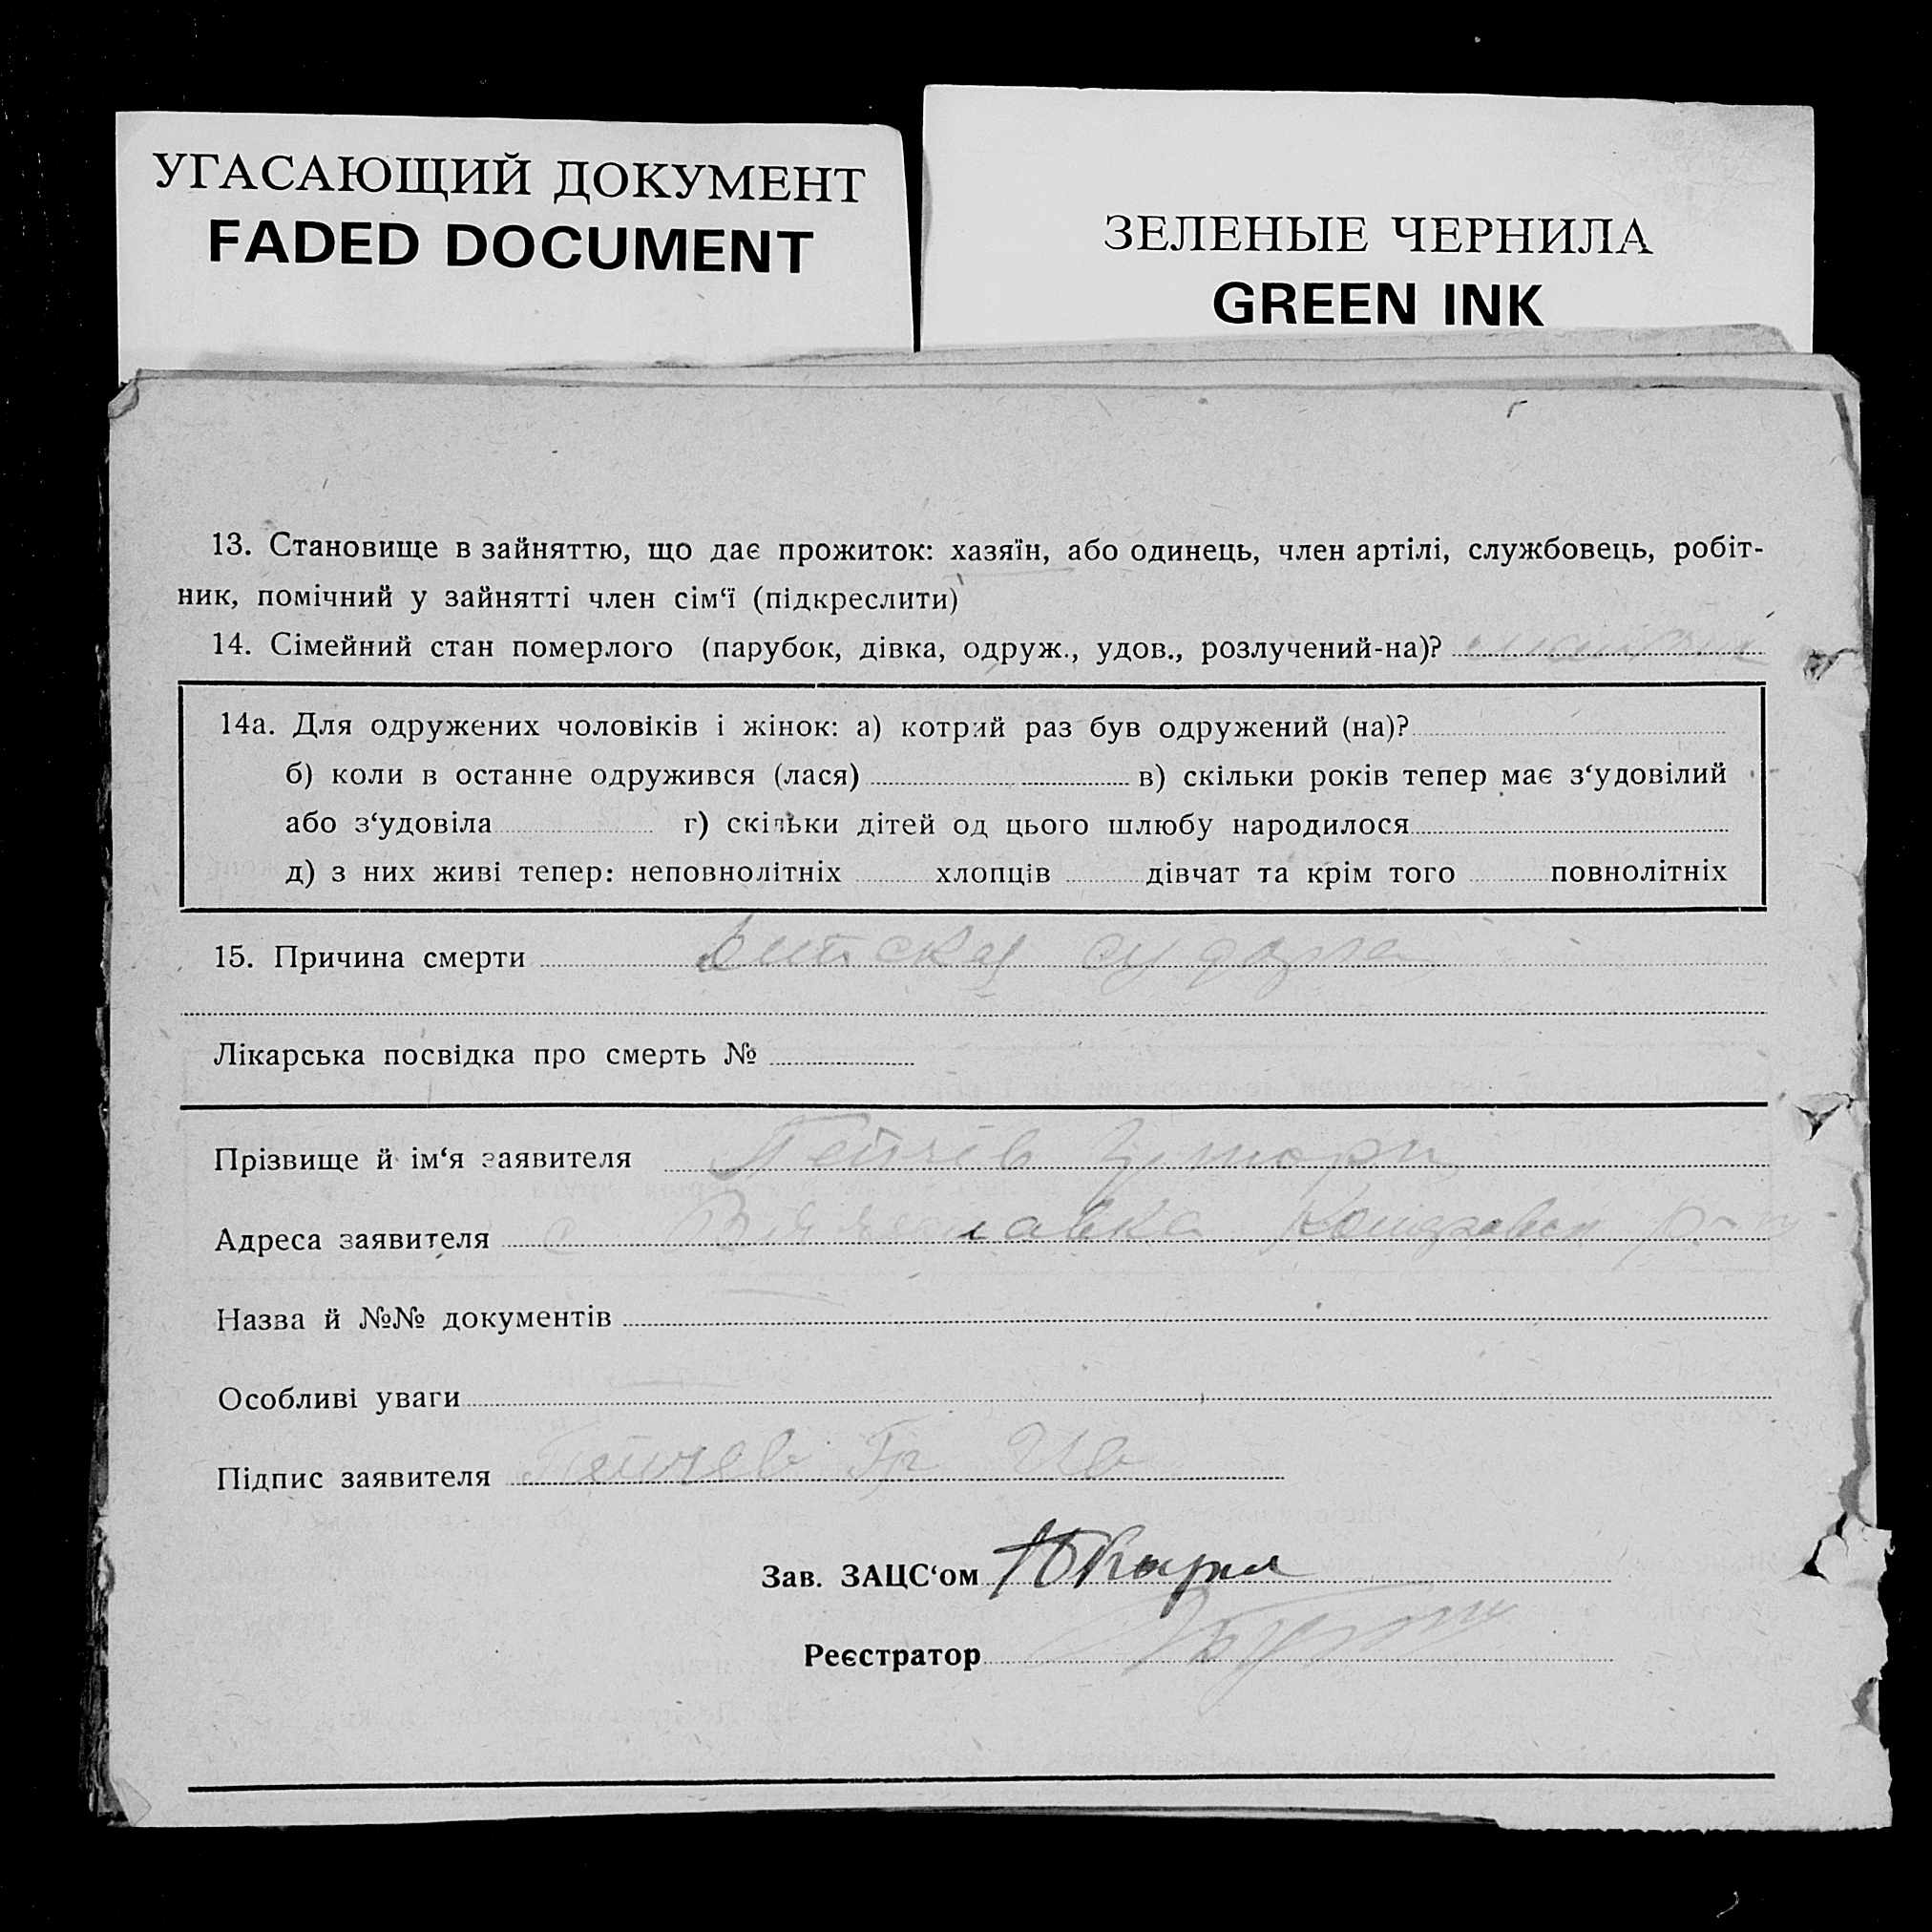 УГАСАЮЩИЙ ДОКУМЕНТ
FADED DOCUMENT
ЗЕЛЕНЫЕ ЧЕРНИЛА
GREEN INK
13. Становище в зайняттю, що дає прожиток: хазяїн, або одинець, член артілі, службовець, робіт-
ник, помічний у зайнятті член сім‘ї (підкреслити)
14. Сімейний стан померлого (парубок, дівка, одруж., удов., розлучений-на)?
14а. Для одружених чоловіків і жінок: а) котрий раз був одружений (на)?
б) коли в останне одружився (лася) в) скільки років тепер має з‘удовілий
або з‘удовіла г) скільки дітей од цього шлюбу народилося
д) з них живі тепер: неповнолітніх хлопців дівчат та крім того повнолітніх
15. Причина смерти
Лікарська посвідка про смерть №
Прізвище й ім‘я заявителя
Адреса заявителя с
Назва й №№ документів
Особливі уваги
Підпис заявителя Пейчев Гр Ив
Зав. ЗАЦС‘ом
Реєстратор